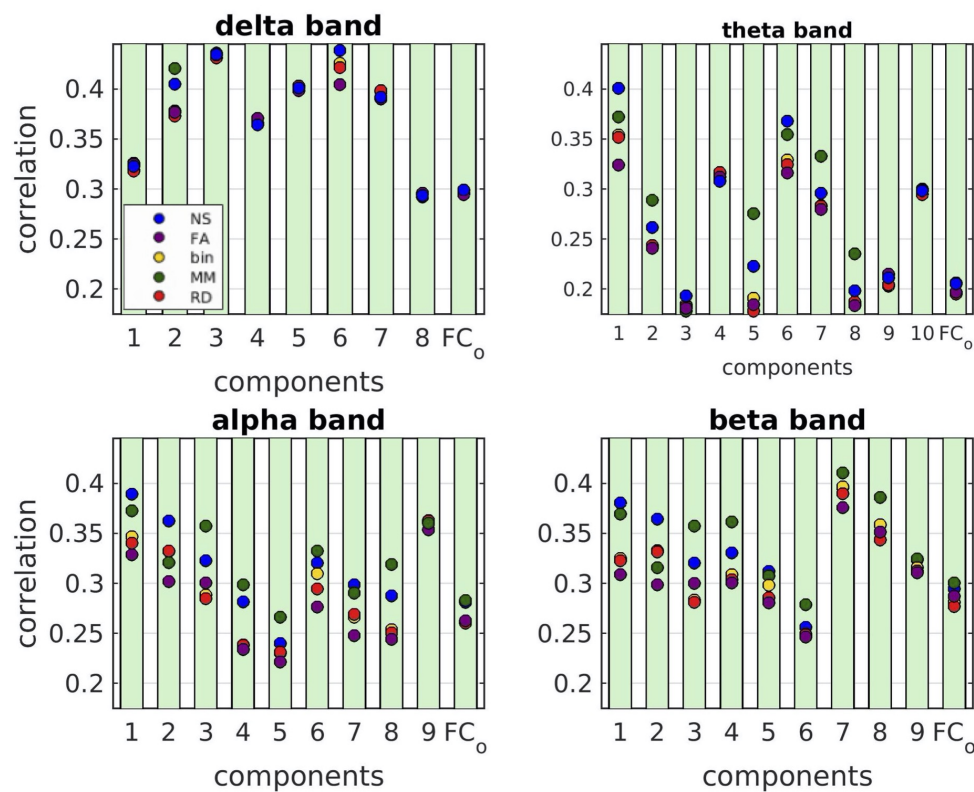 delta band
correlation
0.4
0.35
0.3
0.25
0.2
NS
FA
bin
MM
RD
1 2 3 4 5 6 7 8 FCo
components
theta band
0.4
0.35
0.3
0.25
0.2
1 2 3 4 5 6 7 8 9 10 FCo
components
alpha band
correlation
0.4
0.35
0.3
0.25
0.2
1 2 3 4 5 6 7 8 9 FCo
components
beta band
0.4
0.35
0.3
0.25
0.2
1 2 3 4 5 6 7 8 9 FCo
components